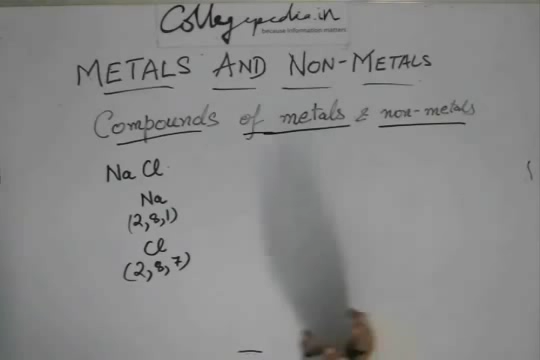 Collegepedia.in
because information matters
METALS AND NON-METALS
Compounds of metals & non-metals
NaCl
Na
(2,8,1)
Cl
(2,8,7)